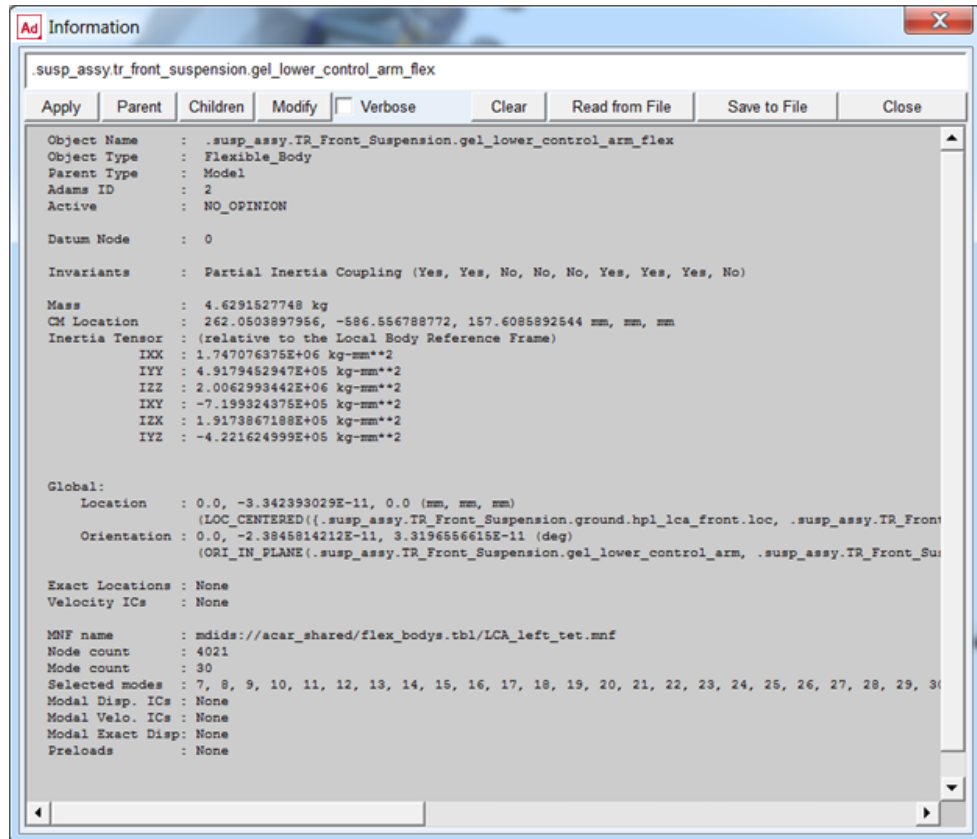 Ad Information
X
.susp_assy.tr_front_suspension.gel_lower_control_arm_flex
Apply Parent Children Modify Verbose Clear Read from File Save to File Close
Object Name : .susp_assy.TR_Front_Suspension.gel_lower_control_arm_flex
Object Type : Flexible_Body
Parent Type : Model
Adams ID : 2
Active : NO_OPINION
Datum Node : 0
Invariants : Partial Inertia Coupling (Yes, Yes, No, No, No, Yes, Yes, Yes, No)
Mass : 4.6291527748 kg
CM Location : 262.0503897956, -586.556788772, 157.6085892544 mm, mm, mm
Inertia Tensor : (relative to the Local Body Reference Frame)
IXX : 1.747076375E+06 kg-mm**2
IYY : 4.9179452947E+05 kg-mm**2
IZZ : 2.0062993442E+06 kg-mm**2
IXY : -7.199324375E+05 kg-mm**2
IZX : 1.9173867188E+05 kg-mm**2
IYZ : -4.221624999E+05 kg-mm**2
Global:
Location : 0.0, -3.342393029E-11, 0.0 (mm, mm, mm)
(LOC_CENTERED({.susp_assy.TR_Front_Suspension.ground.hpl_lca_front.loc, .susp_assy.TR_Front
Orientation : 0.0, -2.3845814212E-11, 3.3196556615E-11 (deg)
(ORI_IN_PLANE(.susp_assy.TR_Front_Suspension.gel_lower_control_arm, .susp_assy.TR_Front_Su
Exact Locations : None
Velocity ICs : None
MNF name : mdids://acar_shared/flex_bodys.tbl/LCA_left_tet.mnf
Node count : 4021
Mode count : 30
Selected modes : 7, 8, 9, 10, 11, 12, 13, 14, 15, 16, 17, 18, 19, 20, 21, 22, 23, 24, 25, 26, 27, 28, 29, 30
Modal Disp. ICs : None
Modal Velo. ICs : None
Modal Exact Disp: None
Preloads : None